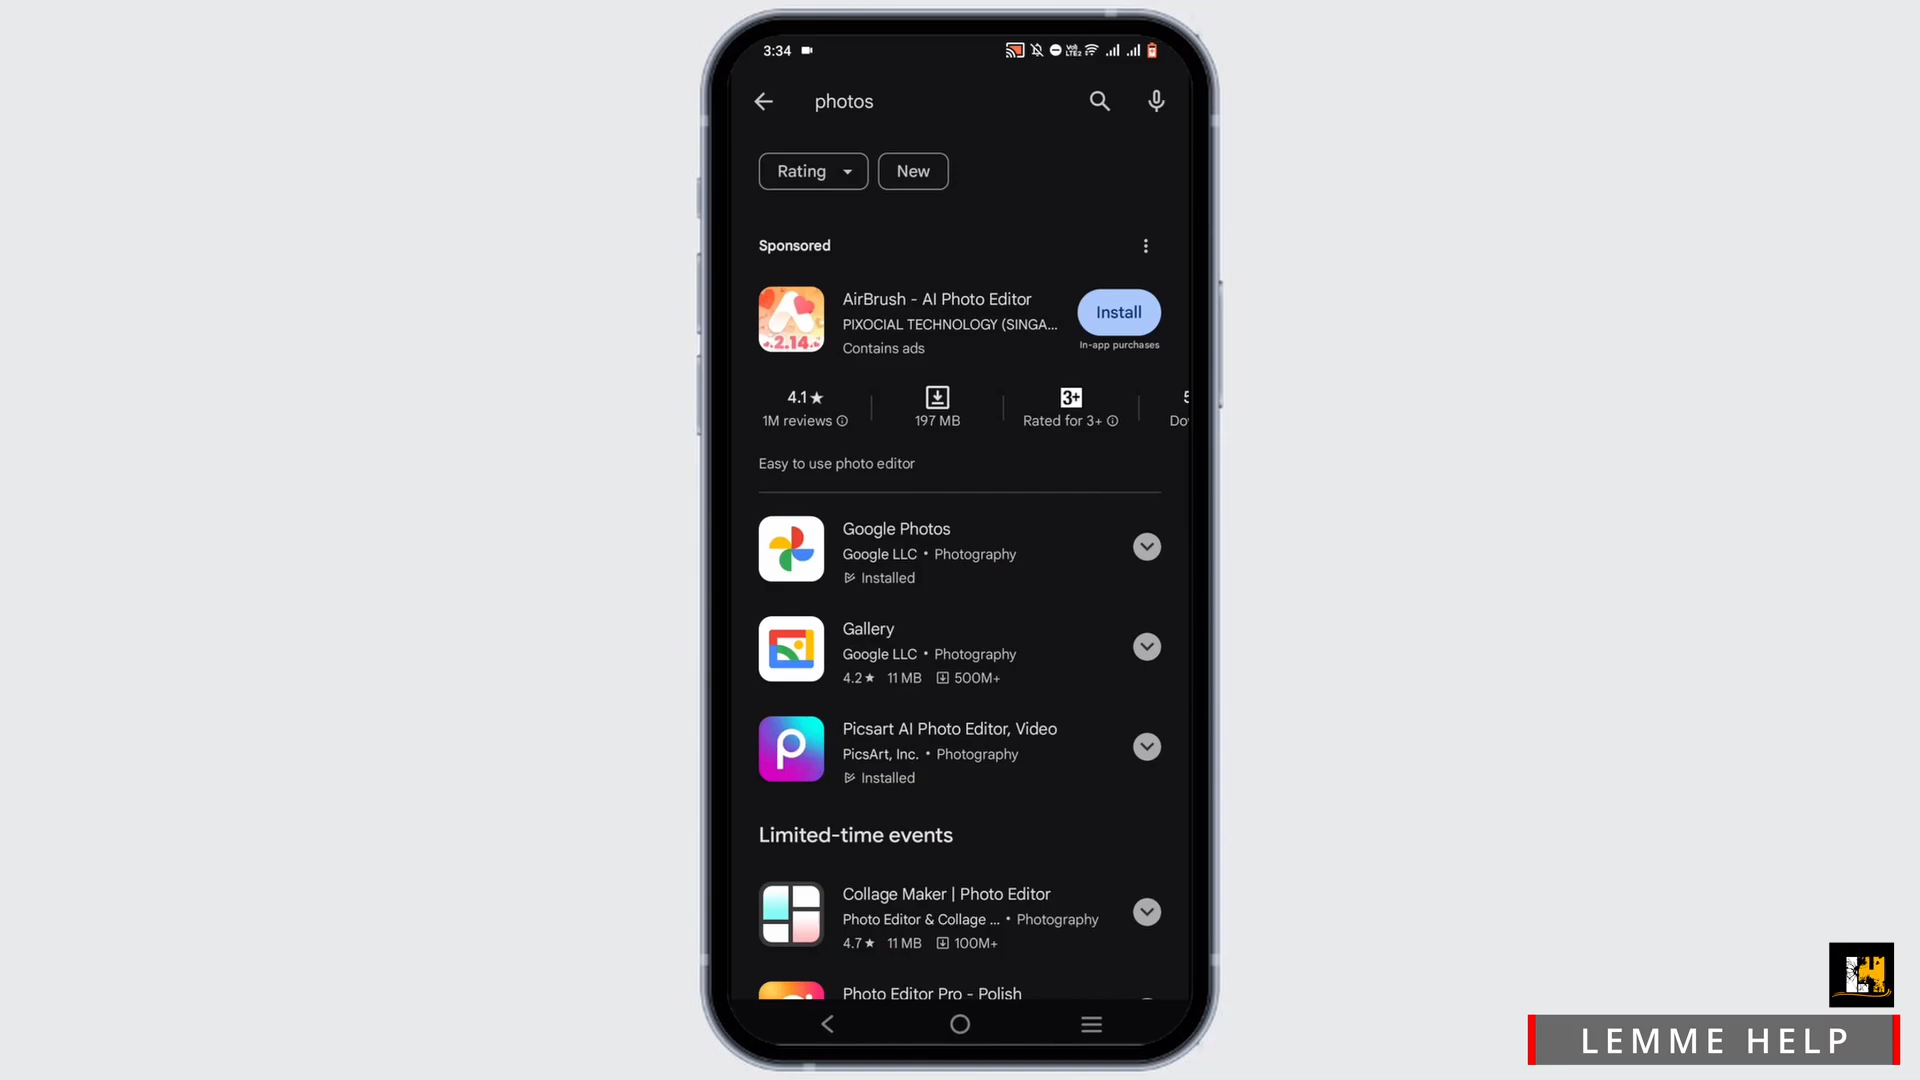 3:34
photos
Rating
New
Sponsored
AirBrush - AI Photo Editor
PIXOCIAL TECHNOLOGY (SINGA...
Contains ads
Install
In-app purchases
2.14
4.1★
1M reviews
197 MB
3+
Rated for 3+
Easy to use photo editor
Google Photos
Google LLC • Photography
Installed
Gallery
Google LLC • Photography
4.2★ 11 MB 500M+
Picsart AI Photo Editor, Video
PicsArt, Inc. • Photography
Installed
Limited-time events
Collage Maker | Photo Editor
Photo Editor & Collage ... • Photography
4.7★ 11 MB 100M+
Photo Editor Pro - Polish
LEMME HELP